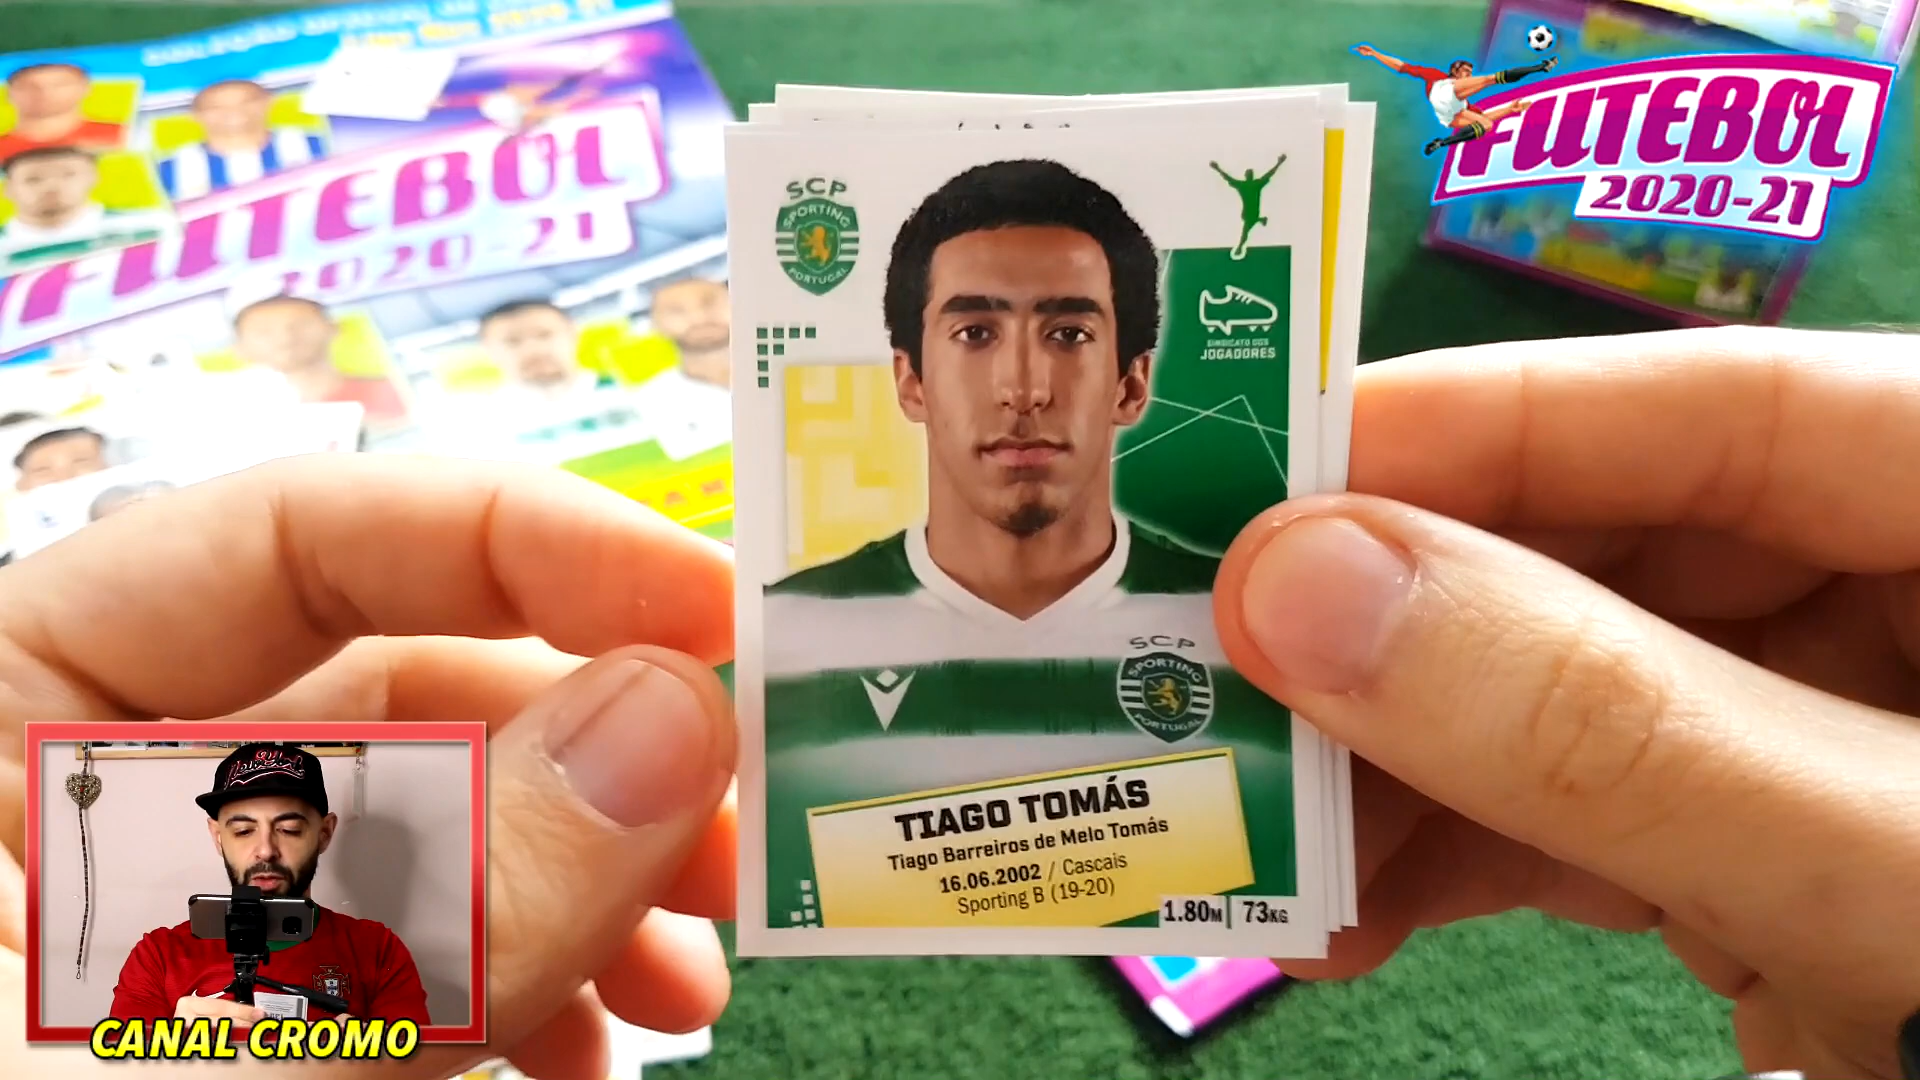 FUTEBOL
2020-21
FUTEBOL
2020-21
SCP
SPORTING
PORTUGAL
SINDICATO DOS
JOGADORES
SCP
SPORTING
PORTUGAL
TIAGO TOMÁS
Tiago Barreiros de Melo Tomás
16.06.2002 / Cascais
Sporting B (19-20)
1.80M 73KG
CANAL CROMO